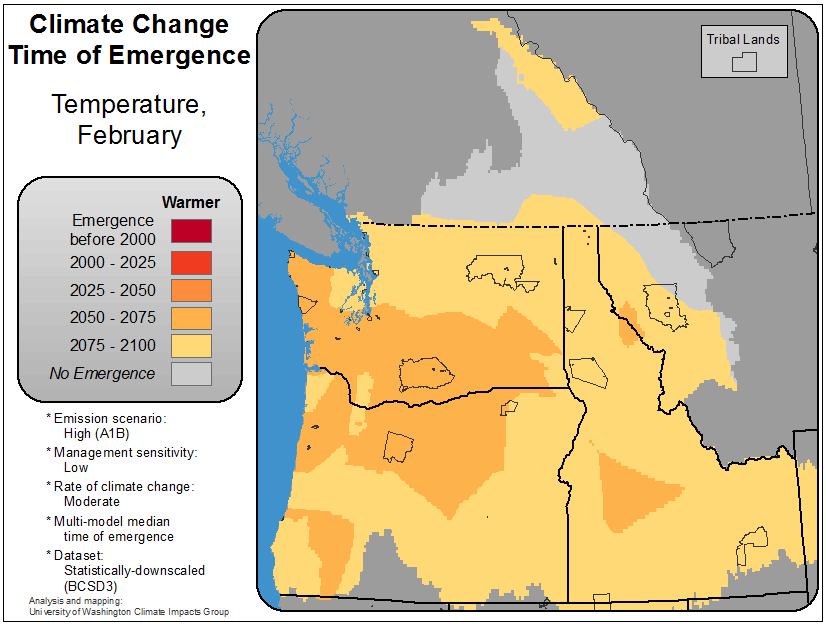 Climate Change
Time of Emergence
Temperature,
February
Warmer
Emergence
before 2000
2000 - 2025
2025 - 2050
2050 - 2075
2075 - 2100
No Emergence
* Emission scenario:
High (A1B)
* Management sensitivity:
Low
* Rate of climate change:
Moderate
* Multi-model median
time of emergence
* Dataset:
Statistically-downscaled
(BCSD3)
Analysis and mapping:
University of Washington Climate Impacts Group
Tribal Lands